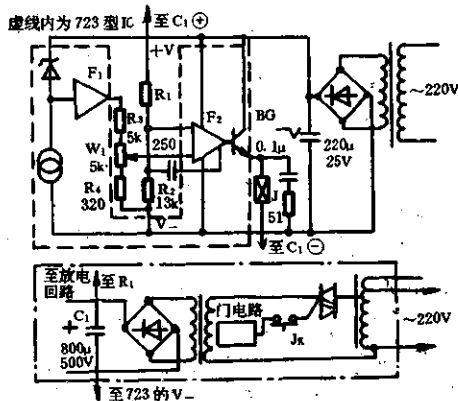 虚线内为723型IC
至C₁⊕
+V
F₁
R₁
F₂
BG
~220V
R₃
5k
W₁
5k
R₄
320
250
R₂
13k
V₋
0.1μ
J
51
220μ
25V
至C₁⊖
至放电
回路
至R₁
+
C₁
800μ
500V
门电路
Jκ
~220V
至723的V₋